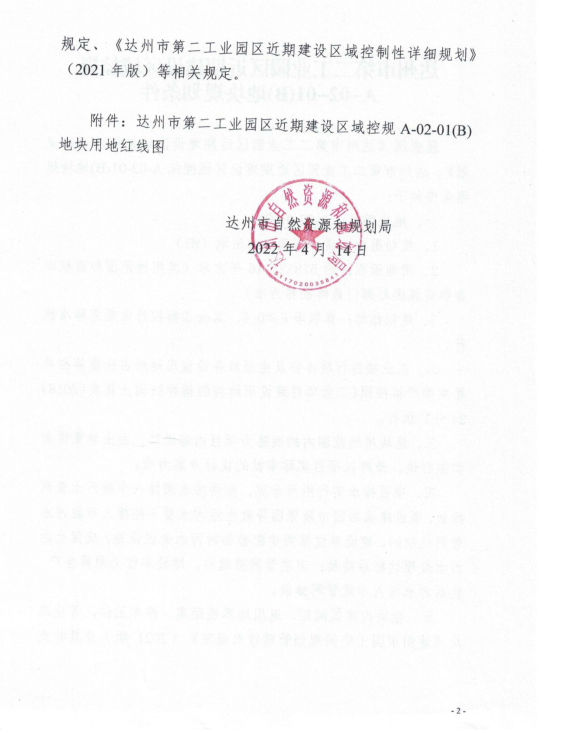 规定、《达州市第二工业园区近期建设区域控制性详细规划》
（2021 年版）等相关规定。
附件：达州市第二工业园区近期建设区域控规 A-02-01(B)
地块用地红线图
达州市自然资源和规划局
2022 年 4 月 14 日
- 2 -